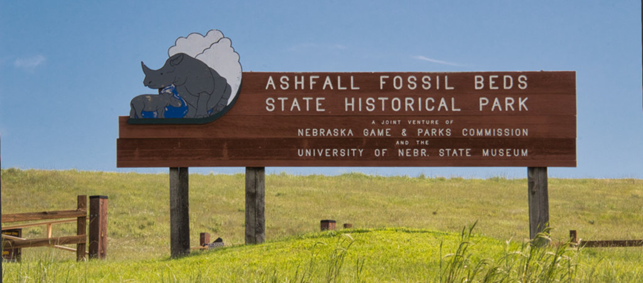 ASHFALL FOSSIL BEDS
STATE HISTORICAL PARK
A JOINT VENTURE OF
NEBRASKA GAME & PARKS COMMISSION
AND THE
UNIVERSITY OF NEBR. STATE MUSEUM